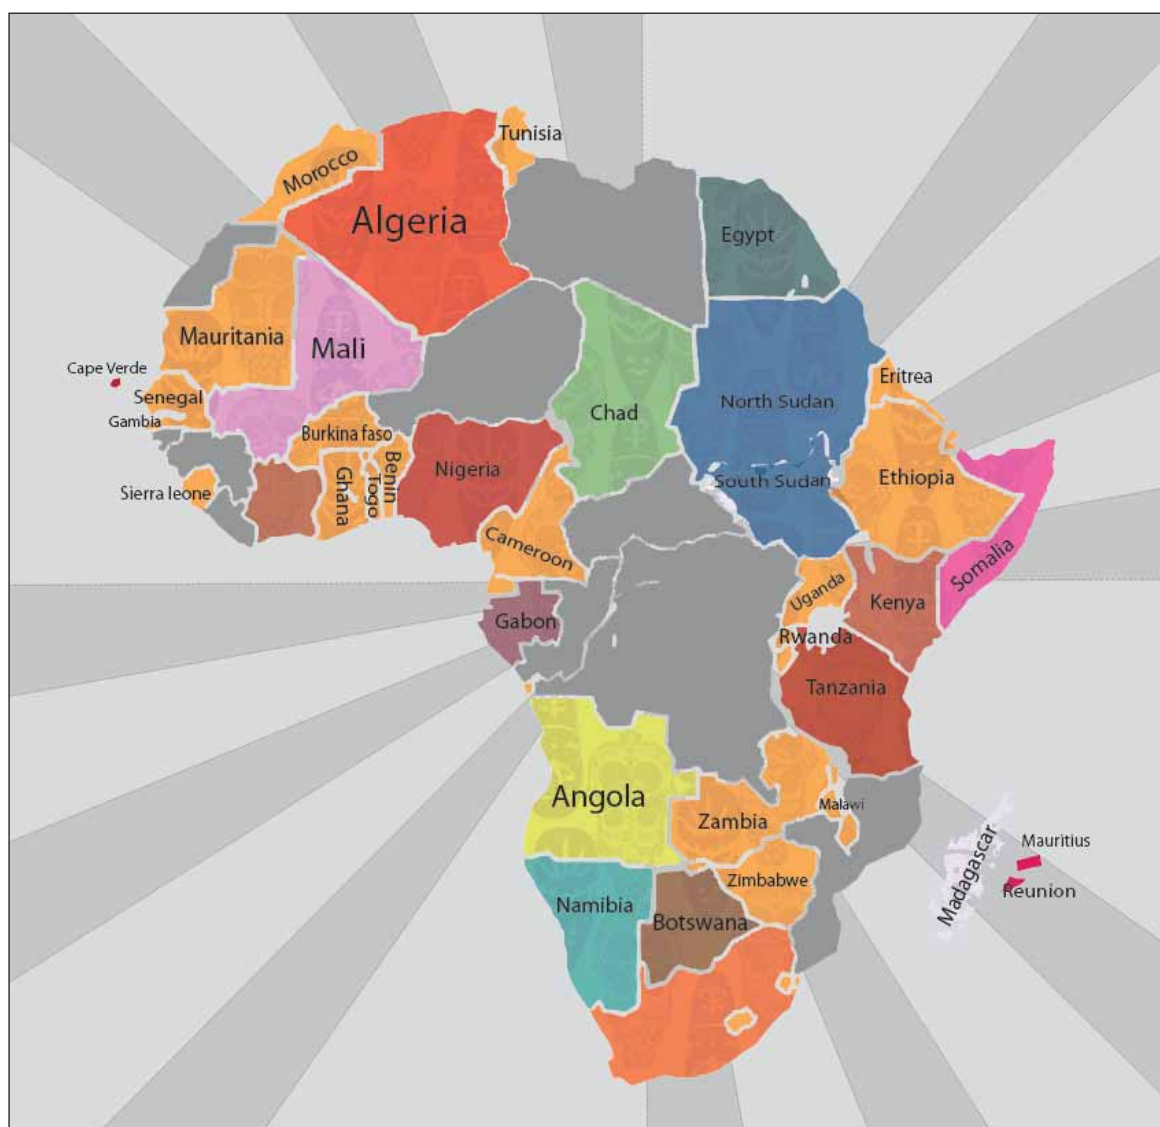 Tunisia
Morocco
Algeria
Egypt
Mauritania
Mali
Cape Verde
Eritrea
Senegal
North Sudan
Chad
Gambia
Burkina faso
Benin
Nigeria
Ethiopia
South Sudan
Togo
Ghana
Sierra leone
Cameroon
Somalia
Uganda
Kenya
Gabon
Rwanda
Tanzania
Angola
Malawi
Zambia
Mauritius
Madagascar
Zimbabwe
Reunion
Namibia
Botswana